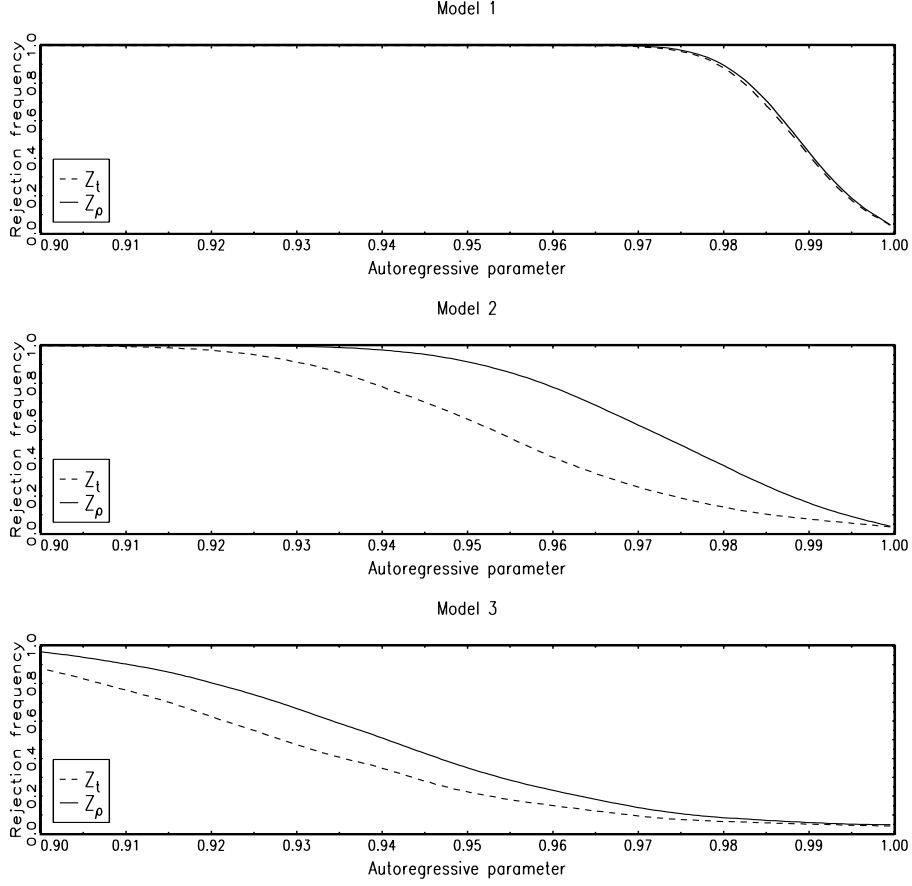 Model 1
Rejection frequency
0.0 0.2 0.4 0.6 0.8 1.0
Z_t
Z_ρ
0.90 0.91 0.92 0.93 0.94 0.95 0.96 0.97 0.98 0.99 1.00
Autoregressive parameter
Model 2
Rejection frequency
0.0 0.2 0.4 0.6 0.8 1.0
Z_t
Z_ρ
0.90 0.91 0.92 0.93 0.94 0.95 0.96 0.97 0.98 0.99 1.00
Autoregressive parameter
Model 3
Rejection frequency
0.0 0.2 0.4 0.6 0.8 1.0
Z_t
Z_ρ
0.90 0.91 0.92 0.93 0.94 0.95 0.96 0.97 0.98 0.99 1.00
Autoregressive parameter